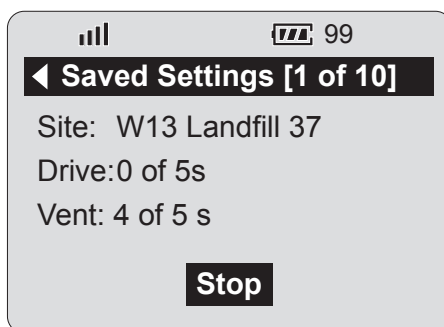 99
Saved Settings [1 of 10]
Site: W13 Landfill 37
Drive:0 of 5s
Vent: 4 of 5 s
Stop